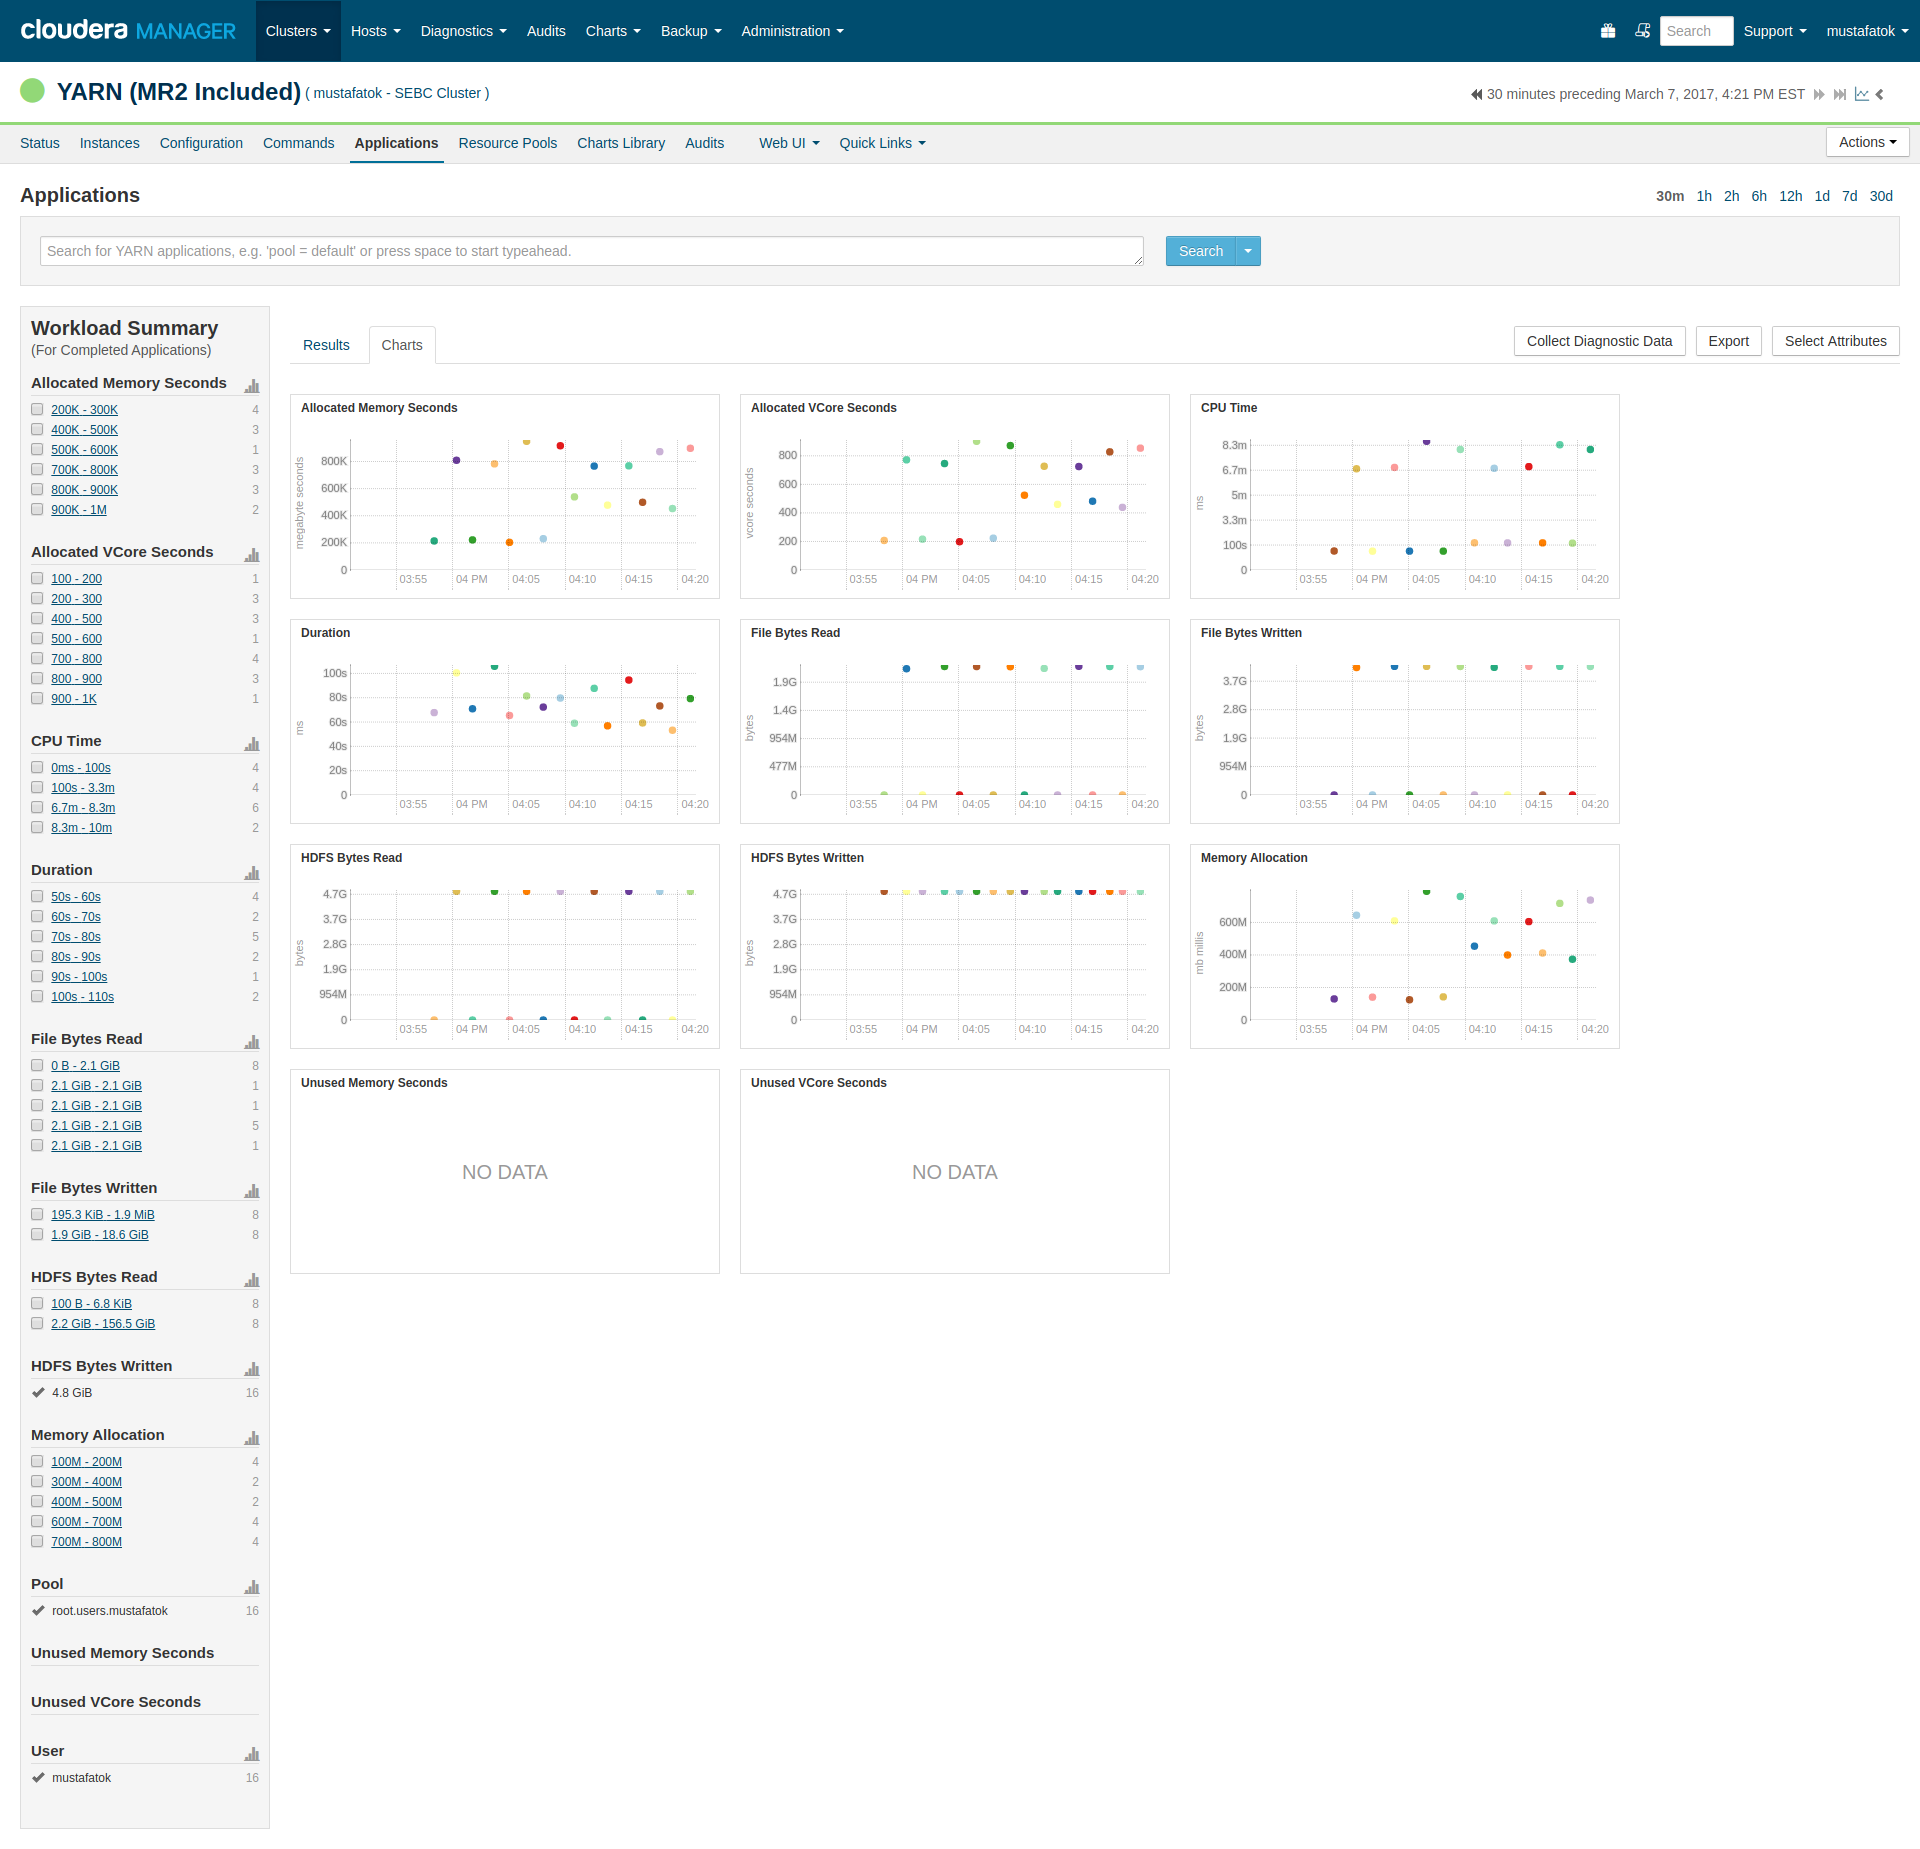 cloudera MANAGER Clusters Hosts Diagnostics Audits Charts Backup Administration Search Support mustafatok
YARN (MR2 Included) ( mustafatok - SEBC Cluster ) 30 minutes preceding March 7, 2017, 4:21 PM EST
Status Instances Configuration Commands Applications Resource Pools Charts Library Audits Web UI Quick Links Actions
Applications 30m 1h 2h 6h 12h 1d 7d 30d
Search for YARN applications, e.g. 'pool = default' or press space to start typeahead. Search
Workload Summary
(For Completed Applications)
Allocated Memory Seconds
200K - 300K 4
400K - 500K 3
500K - 600K 1
700K - 800K 3
800K - 900K 3
900K - 1M 2
Allocated VCore Seconds
100 - 200 1
200 - 300 3
400 - 500 3
500 - 600 1
700 - 800 4
800 - 900 3
900 - 1K 1
CPU Time
0ms - 100s 4
100s - 3.3m 4
6.7m - 8.3m 6
8.3m - 10m 2
Duration
50s - 60s 4
60s - 70s 2
70s - 80s 5
80s - 90s 2
90s - 100s 1
100s - 110s 2
File Bytes Read
0 B - 2.1 GiB 8
2.1 GiB - 2.1 GiB 1
2.1 GiB - 2.1 GiB 1
2.1 GiB - 2.1 GiB 5
2.1 GiB - 2.1 GiB 1
File Bytes Written
195.3 KiB - 1.9 MiB 8
1.9 GiB - 18.6 GiB 8
HDFS Bytes Read
100 B - 6.8 KiB 8
2.2 GiB - 156.5 GiB 8
HDFS Bytes Written
4.8 GiB 16
Memory Allocation
100M - 200M 4
300M - 400M 2
400M - 500M 2
600M - 700M 4
700M - 800M 4
Pool
root.users.mustafatok 16
Unused Memory Seconds
Unused VCore Seconds
User
mustafatok 16
Results Charts Collect Diagnostic Data Export Select Attributes
Allocated Memory Seconds
megabyte seconds
800K
600K
400K
200K
0
03:55 04 PM 04:05 04:10 04:15 04:20
Allocated VCore Seconds
vcore seconds
800
600
400
200
0
03:55 04 PM 04:05 04:10 04:15 04:20
CPU Time
ms
8.3m
6.7m
5m
3.3m
100s
0
03:55 04 PM 04:05 04:10 04:15 04:20
Duration
ms
100s
80s
60s
40s
20s
0
03:55 04 PM 04:05 04:10 04:15 04:20
File Bytes Read
bytes
1.9G
1.4G
954M
477M
0
03:55 04 PM 04:05 04:10 04:15 04:20
File Bytes Written
bytes
3.7G
2.8G
1.9G
954M
0
03:55 04 PM 04:05 04:10 04:15 04:20
HDFS Bytes Read
bytes
4.7G
3.7G
2.8G
1.9G
954M
0
03:55 04 PM 04:05 04:10 04:15 04:20
HDFS Bytes Written
bytes
4.7G
3.7G
2.8G
1.9G
954M
0
03:55 04 PM 04:05 04:10 04:15 04:20
Memory Allocation
mb millis
600M
400M
200M
0
03:55 04 PM 04:05 04:10 04:15 04:20
Unused Memory Seconds
NO DATA
Unused VCore Seconds
NO DATA